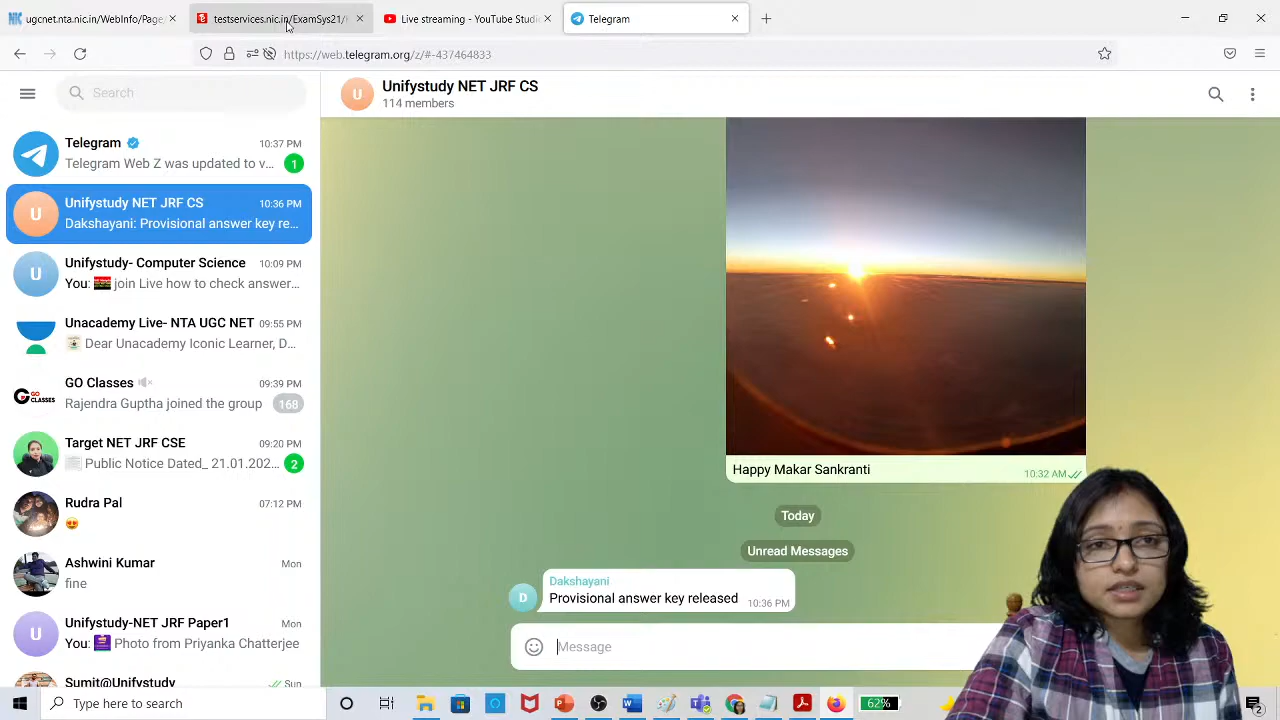 ugcnet.nic.in/WebInfo/Page
testservices.nic.in/ExamSys21/
Live streaming - YouTube Studi
Telegram
https://web.telegram.org/z/#-437464833
Search
Unifystudy NET JRF CS
114 members
Telegram 10:37 PM
Telegram Web Z was updated to v... 1
Unifystudy NET JRF CS 10:36 PM
Dakshayani: Provisional answer key re...
Unifystudy- Computer Science 10:09 PM
You: join Live how to check answer...
Unacademy Live- NTA UGC NET 09:55 PM
Dear Unacademy Iconic Learner, D...
GO Classes 09:39 PM
Rajendra Guptha joined the group 168
GO CLASSES
Target NET JRF CSE 09:20 PM
Public Notice Dated_ 21.01.202... 2
Rudra Pal 07:12 PM
Ashwini Kumar Mon
fine
Unifystudy-NET JRF Paper1 Mon
You: Photo from Priyanka Chatterjee
Sumit@Unifystudy Sun
U
U
U
U
Happy Makar Sankranti
10:32 AM
Today
Unread Messages
Dakshayani
D
Provisional answer key released 10:36 PM
Message
Type here to search
62%
2